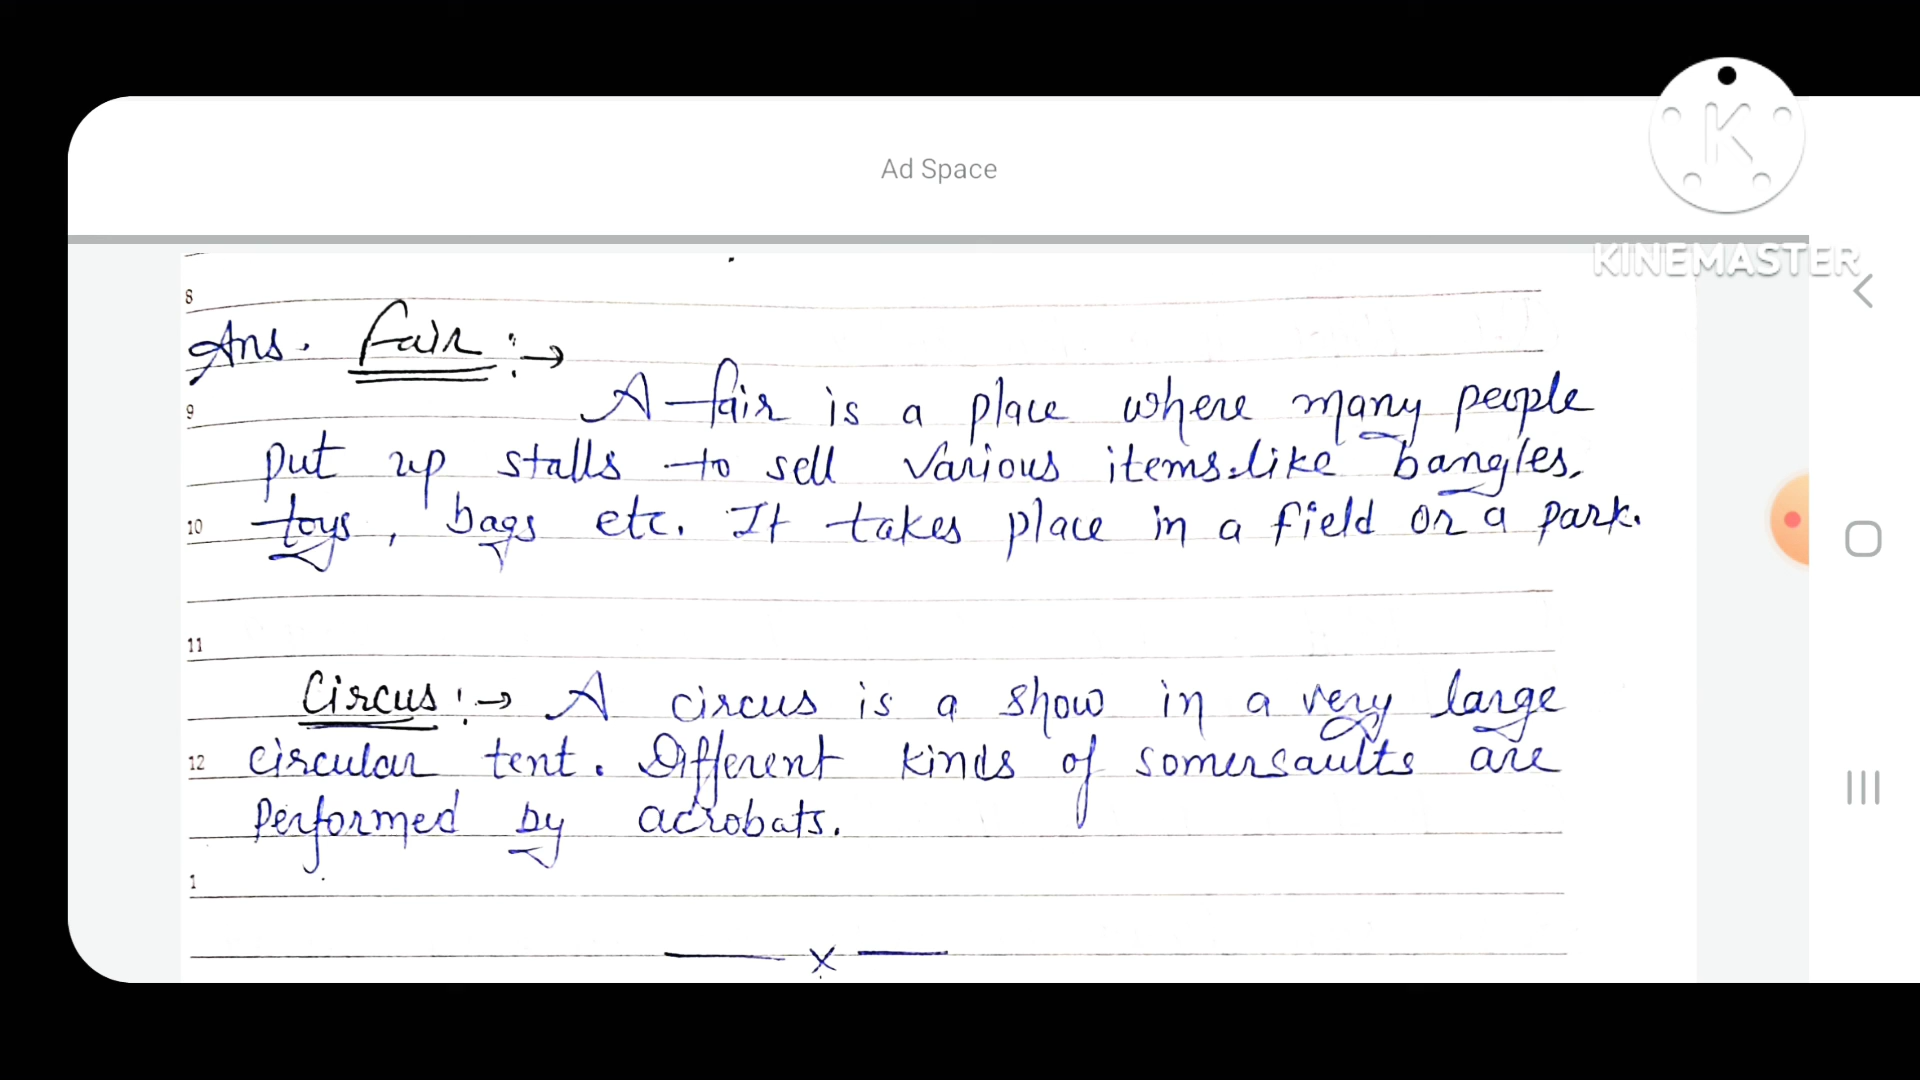 Ad Space
KINEMASTER
8
Ans. Fair :→
9 A fair is a place where many people
put up stalls to sell various items like bangles,
10 toys, bags etc. It takes place in a field or a park.
11
Circus :→ A circus is a show in a very large
12 circular tent. Different kinds of somersaults are
performed by acrobats.
1
X